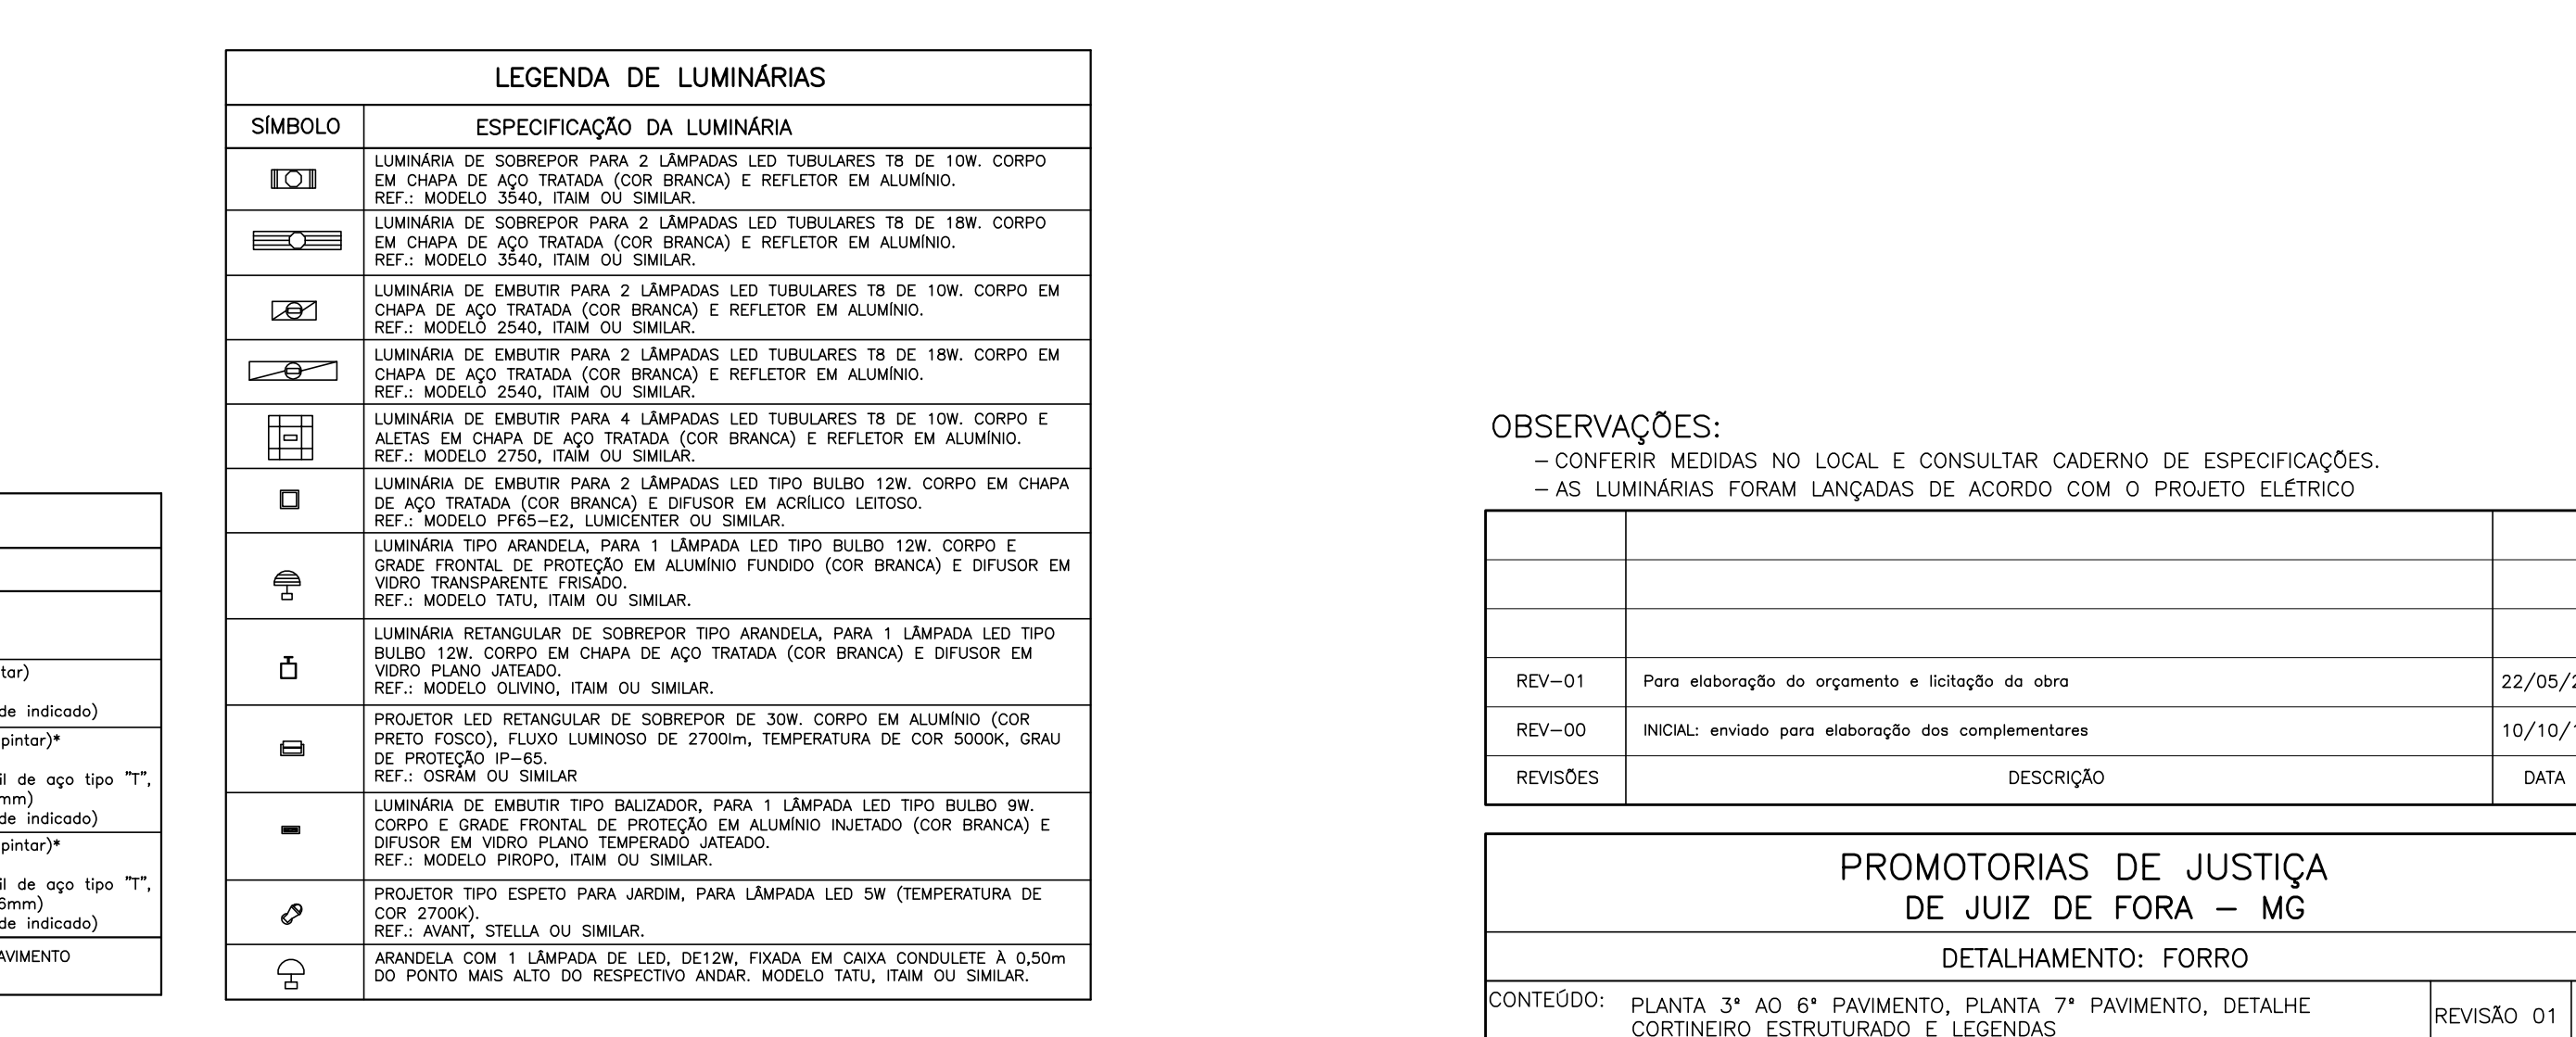 LEGENDA DE LUMINÁRIAS
SÍMBOLO
ESPECIFICAÇÃO DA LUMINÁRIA
LUMINÁRIA DE SOBREPOR PARA 2 LÂMPADAS LED TUBULARES T8 DE 10W. CORPO
EM CHAPA DE AÇO TRATADA (COR BRANCA) E REFLETOR EM ALUMÍNIO.
REF.: MODELO 3540, ITAIM OU SIMILAR.
LUMINÁRIA DE SOBREPOR PARA 2 LÂMPADAS LED TUBULARES T8 DE 18W. CORPO
EM CHAPA DE AÇO TRATADA (COR BRANCA) E REFLETOR EM ALUMÍNIO.
REF.: MODELO 3540, ITAIM OU SIMILAR.
LUMINÁRIA DE EMBUTIR PARA 2 LÂMPADAS LED TUBULARES T8 DE 10W. CORPO EM
CHAPA DE AÇO TRATADA (COR BRANCA) E REFLETOR EM ALUMÍNIO.
REF.: MODELO 2540, ITAIM OU SIMILAR.
LUMINÁRIA DE EMBUTIR PARA 2 LÂMPADAS LED TUBULARES T8 DE 18W. CORPO EM
CHAPA DE AÇO TRATADA (COR BRANCA) E REFLETOR EM ALUMÍNIO.
REF.: MODELO 2540, ITAIM OU SIMILAR.
LUMINÁRIA DE EMBUTIR PARA 4 LÂMPADAS LED TUBULARES T8 DE 10W. CORPO E
ALETAS EM CHAPA DE AÇO TRATADA (COR BRANCA) E REFLETOR EM ALUMÍNIO.
REF.: MODELO 2750, ITAIM OU SIMILAR.
LUMINÁRIA DE EMBUTIR PARA 2 LÂMPADAS LED TIPO BULBO 12W. CORPO EM CHAPA
DE AÇO TRATADA (COR BRANCA) E DIFUSOR EM ACRÍLICO LEITOSO.
REF.: MODELO PF65-E2, LUMICENTER OU SIMILAR.
LUMINÁRIA TIPO ARANDELA, PARA 1 LÂMPADA LED TIPO BULBO 12W. CORPO E
GRADE FRONTAL DE PROTEÇÃO EM ALUMÍNIO FUNDIDO (COR BRANCA) E DIFUSOR EM
VIDRO TRANSPARENTE FRISADO.
REF.: MODELO TATU, ITAIM OU SIMILAR.
LUMINÁRIA RETANGULAR DE SOBREPOR TIPO ARANDELA, PARA 1 LÂMPADA LED TIPO
BULBO 12W. CORPO EM CHAPA DE AÇO TRATADA (COR BRANCA) E DIFUSOR EM
VIDRO PLANO JATEADO.
REF.: MODELO OLIVINO, ITAIM OU SIMILAR.
PROJETOR LED RETANGULAR DE SOBREPOR DE 30W. CORPO EM ALUMÍNIO (COR
PRETO FOSCO), FLUXO LUMINOSO DE 2700lm, TEMPERATURA DE COR 5000K, GRAU
DE PROTEÇÃO IP-65.
REF.: OSRAM OU SIMILAR
LUMINÁRIA DE EMBUTIR TIPO BALIZADOR, PARA 1 LÂMPADA LED TIPO BULBO 9W.
CORPO E GRADE FRONTAL DE PROTEÇÃO EM ALUMÍNIO INJETADO (COR BRANCA) E
DIFUSOR EM VIDRO PLANO TEMPERADO JATEADO.
REF.: MODELO PIROPO, ITAIM OU SIMILAR.
PROJETOR TIPO ESPETO PARA JARDIM, PARA LÂMPADA LED 5W (TEMPERATURA DE
COR 2700K).
REF.: AVANT, STELLA OU SIMILAR.
ARANDELA COM 1 LÂMPADA DE LED, DE12W, FIXADA EM CAIXA CONDULETE À 0,50m
DO PONTO MAIS ALTO DO RESPECTIVO ANDAR. MODELO TATU, ITAIM OU SIMILAR.
tar)
de indicado)
pintar)*
il de aço tipo "T",
mm)
de indicado)
pintar)*
il de aço tipo "T",
6mm)
de indicado)
AVIMENTO
OBSERVAÇÕES:
- CONFERIR MEDIDAS NO LOCAL E CONSULTAR CADERNO DE ESPECIFICAÇÕES.
- AS LUMINÁRIAS FORAM LANÇADAS DE ACORDO COM O PROJETO ELÉTRICO
REV-01 Para elaboração do orçamento e licitação da obra 22/05/2
REV-00 INICIAL: enviado para elaboração dos complementares 10/10/1
REVISÕES DESCRIÇÃO DATA
PROMOTORIAS DE JUSTIÇA
DE JUIZ DE FORA - MG
DETALHAMENTO: FORRO
CONTEÚDO: PLANTA 3º AO 6º PAVIMENTO, PLANTA 7º PAVIMENTO, DETALHE
CORTINEIRO ESTRUTURADO E LEGENDAS
REVISÃO 01